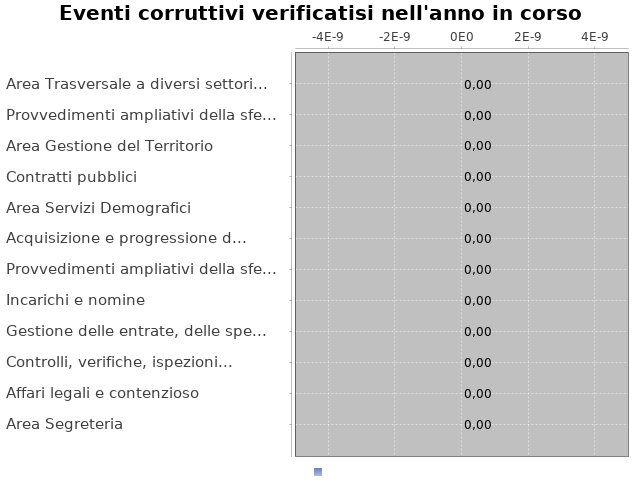 Eventi corruttivi verificatisi nell'anno in corso
-4E-9 -2E-9 0E0 2E-9 4E-9
Area Trasversale a diversi settori... 0,00
Provvedimenti ampliativi della sfe... 0,00
Area Gestione del Territorio 0,00
Contratti pubblici 0,00
Area Servizi Demografici 0,00
Acquisizione e progressione d... 0,00
Provvedimenti ampliativi della sfe... 0,00
Incarichi e nomine 0,00
Gestione delle entrate, delle spe... 0,00
Controlli, verifiche, ispezioni... 0,00
Affari legali e contenzioso 0,00
Area Segreteria 0,00